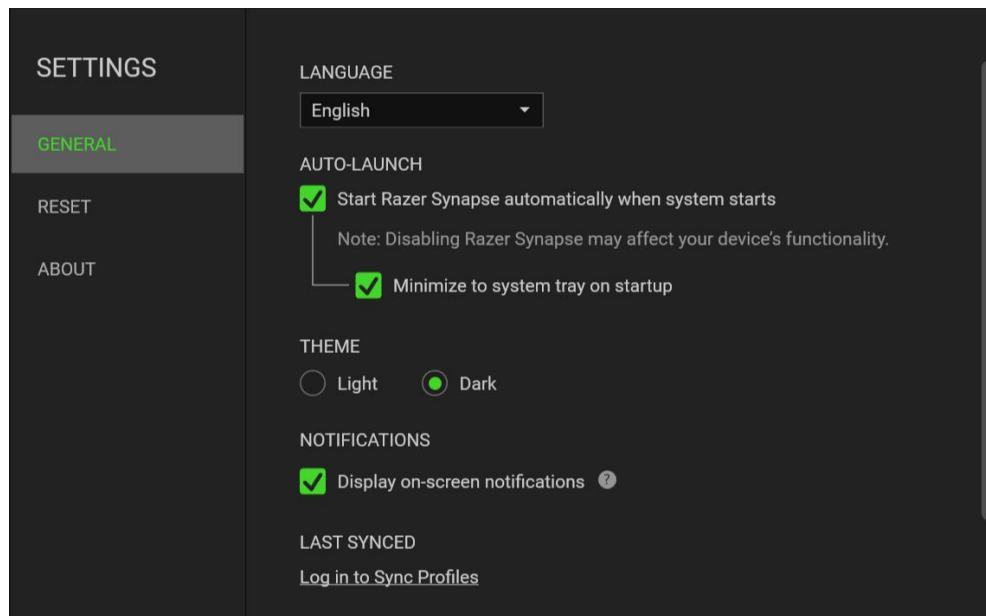 SETTINGS
GENERAL
RESET
ABOUT
LANGUAGE
English
AUTO-LAUNCH
Start Razer Synapse automatically when system starts
Note: Disabling Razer Synapse may affect your device’s functionality.
Minimize to system tray on startup
THEME
Light Dark
NOTIFICATIONS
Display on-screen notifications ?
LAST SYNCED
Log in to Sync Profiles